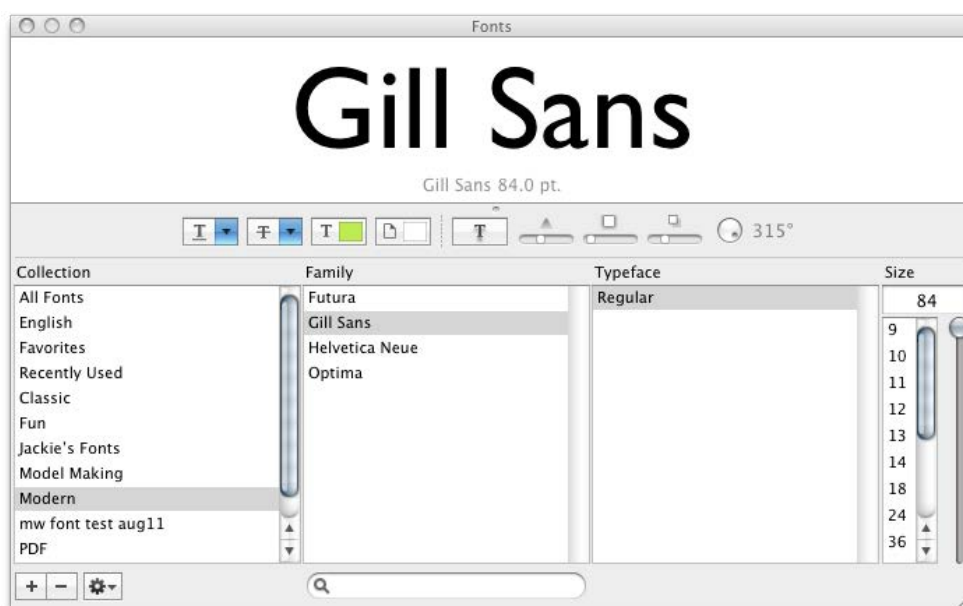 Fonts
Gill Sans
Gill Sans 84.0 pt.
T T T T 315°
Collection Family Typeface Size
All Fonts Futura Regular 84
English Gill Sans 9
Favorites Helvetica Neue 10
Recently Used Optima 11
Classic 12
Fun 13
Jackie's Fonts 14
Model Making 18
Modern 24
mw font test aug11 36
PDF